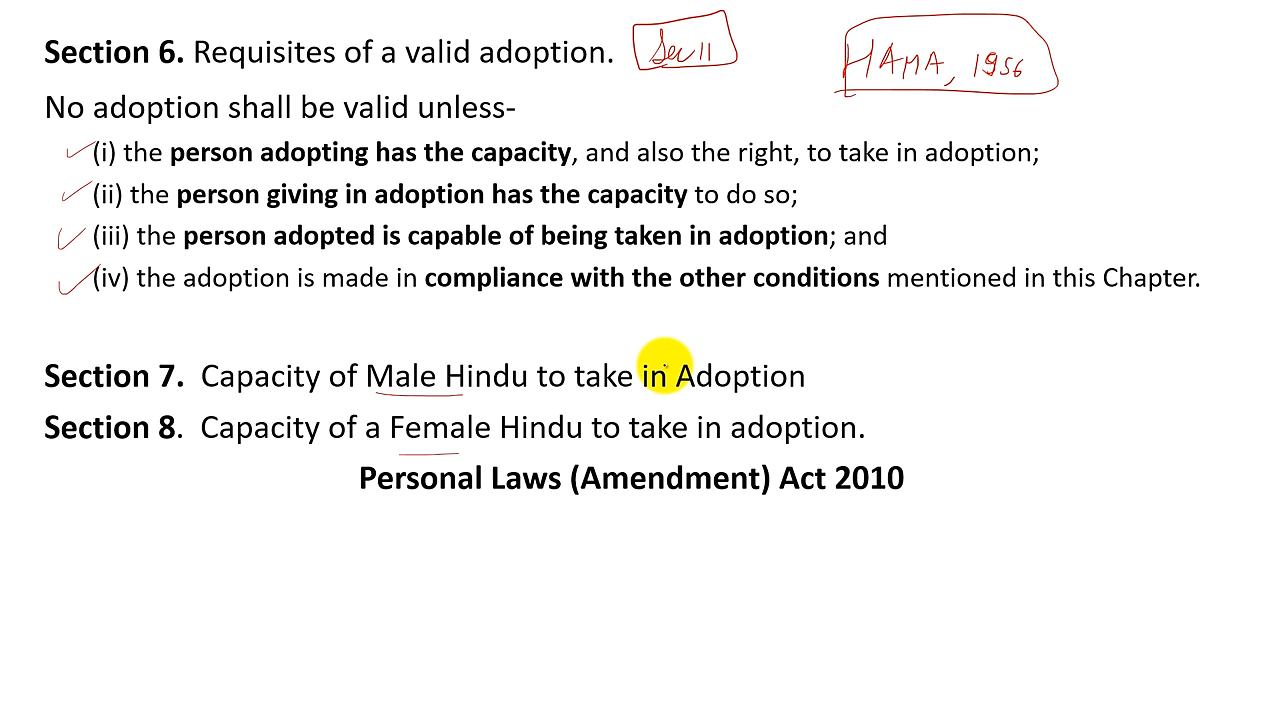 Section 6. Requisites of a valid adoption. Sec 11 HAMA, 1956
No adoption shall be valid unless-
(i) the person adopting has the capacity, and also the right, to take in adoption;
(ii) the person giving in adoption has the capacity to do so;
(iii) the person adopted is capable of being taken in adoption; and
(iv) the adoption is made in compliance with the other conditions mentioned in this Chapter.
Section 7. Capacity of Male Hindu to take in Adoption
Section 8. Capacity of a Female Hindu to take in adoption.
Personal Laws (Amendment) Act 2010